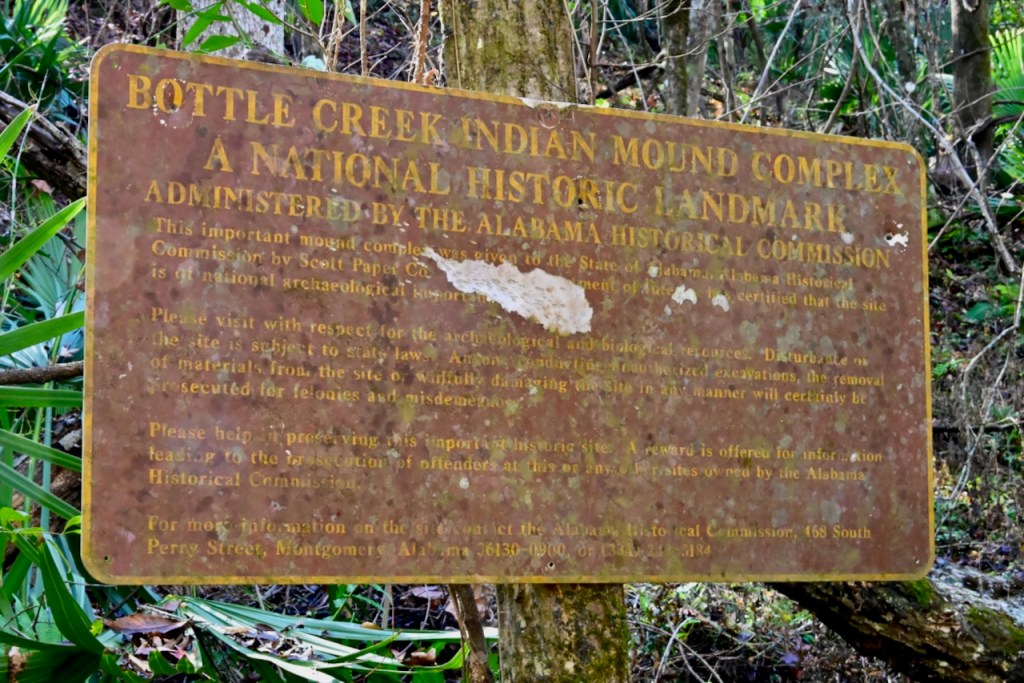 BOTTLE CREEK INDIAN MOUND COMPLEX
A NATIONAL HISTORIC LANDMARK
ADMINISTERED BY THE ALABAMA HISTORICAL COMMISSION
This important mound complex was given to the State of Alabama, Alabama Historical
Commission by Scott Paper Co. certified that the site
is of national archaeological
Please visit with respect for the archaeological and biological resources. Disturbance of
the site is subject to state laws. Anyone conducting unauthorized excavations, the removal
of materials from the site or willfully damaging the site in any manner will certainly be
prosecuted for felonies and misdemeanors.
Please help in preserving this important historic site. A reward is offered for information
leading to the prosecution of offenders at this or any other sites owned by the Alabama
Historical Commission.
For more information on the site contact the Alabama Historical Commission, 468 South
Perry Street, Montgomery, Alabama 36130-0900, or